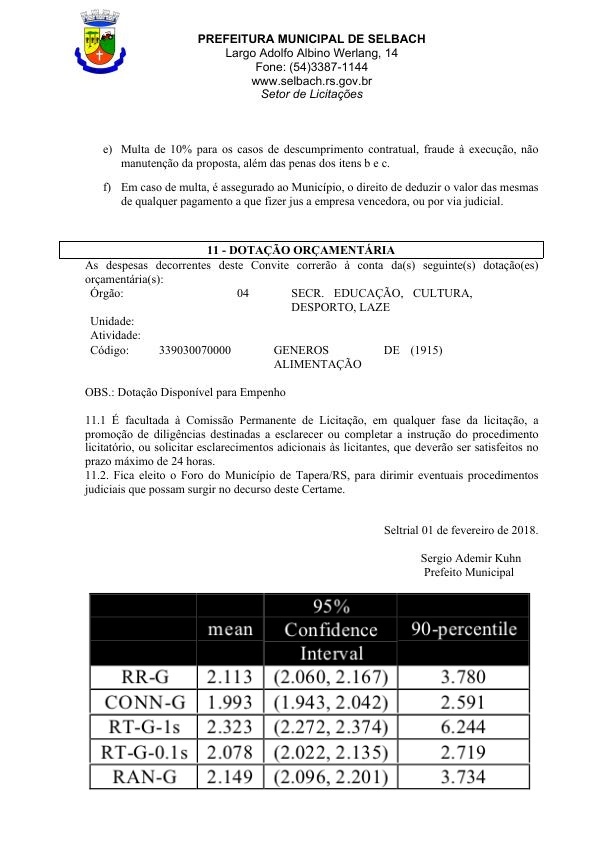 PREFEITURA MUNICIPAL DE SELBACH
Largo Adolfo Albino Werlang, 14
Fone: (54)3387-1144
www.selbach.rs.gov.br
Setor de Licitações
e) Multa de 10% para os casos de descumprimento contratual, fraude à execução, não
manutenção da proposta, além das penas dos itens b e c.
f) Em caso de multa, é assegurado ao Município, o direito de deduzir o valor das mesmas
de qualquer pagamento a que fizer jus a empresa vencedora, ou por via judicial.
11 - DOTAÇÃO ORÇAMENTÁRIA
As despesas decorrentes deste Convite correrão à conta da(s) seguinte(s) dotação(es)
orçamentária(s):
Órgão: 04 SECR. EDUCAÇÃO, CULTURA,
DESPORTO, LAZE
Unidade:
Atividade:
Código: 339030070000 GENEROS DE (1915)
ALIMENTAÇÃO
OBS.: Dotação Disponível para Empenho
11.1 É facultada à Comissão Permanente de Licitação, em qualquer fase da licitação, a
promoção de diligências destinadas a esclarecer ou completar a instrução do procedimento
licitatório, ou solicitar esclarecimentos adicionais às licitantes, que deverão ser satisfeitos no
prazo máximo de 24 horas.
11.2. Fica eleito o Foro do Município de Tapera/RS, para dirimir eventuais procedimentos
judiciais que possam surgir no decurso deste Certame.
Seltrial 01 de fevereiro de 2018.
Sergio Ademir Kuhn
Prefeito Municipal
95%
mean Confidence 90-percentile
Interval
RR-G 2.113 (2.060, 2.167) 3.780
CONN-G 1.993 (1.943, 2.042) 2.591
RT-G-1s 2.323 (2.272, 2.374) 6.244
RT-G-0.1s 2.078 (2.022, 2.135) 2.719
RAN-G 2.149 (2.096, 2.201) 3.734